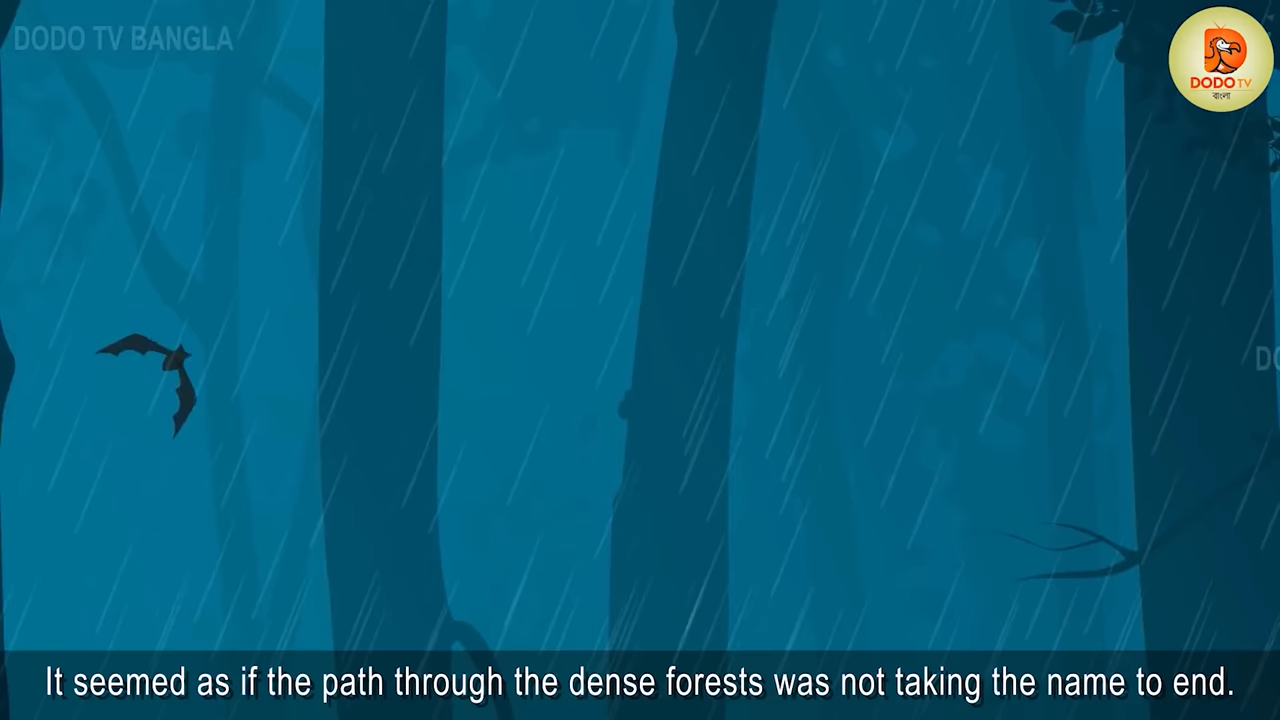 DODO TV BANGLA
DODO TV
বাংলা
DO
It seemed as if the path through the dense forests was not taking the name to end.